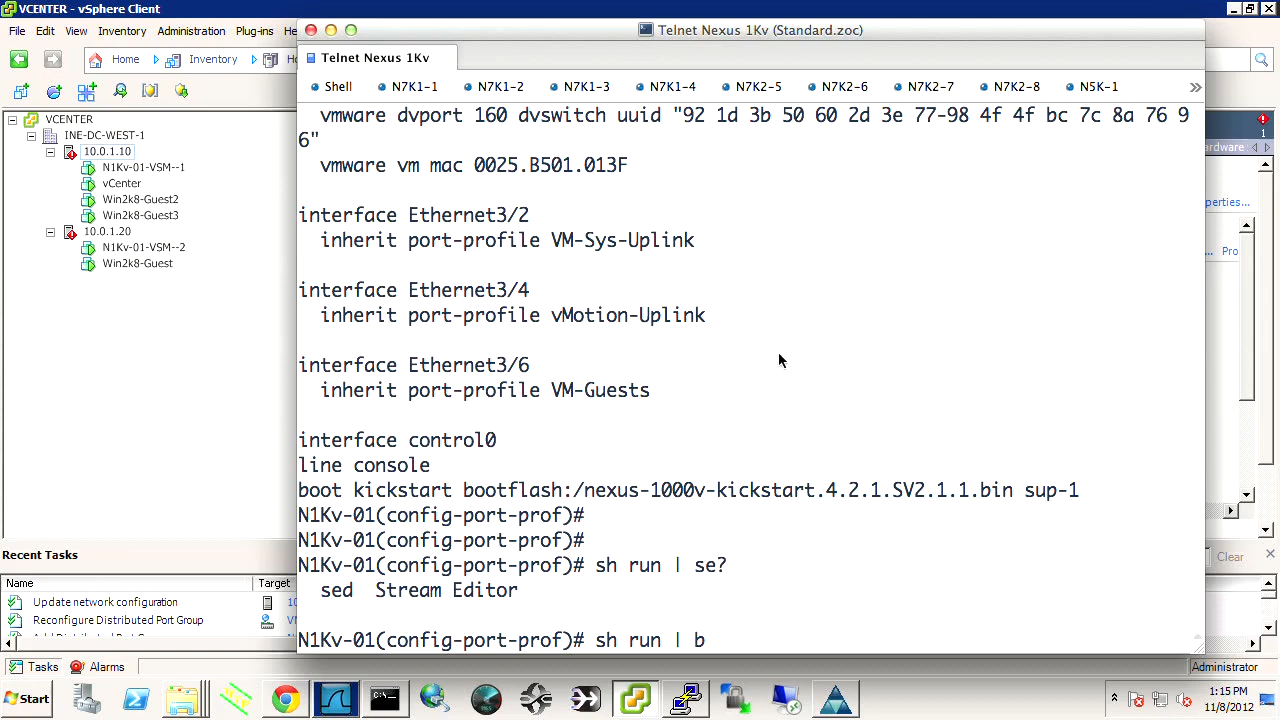 VCENTER - vSphere Client
File Edit View Inventory Administration Plug-ins He
Home Inventory H
VCENTER
INE-DC-WEST-1
10.0.1.10
N1Kv-01-VSM--1
vCenter
Win2k8-Guest2
Win2k8-Guest3
10.0.1.20
N1Kv-01-VSM--2
Win2k8-Guest
Telnet Nexus 1Kv (Standard.zoc)
Telnet Nexus 1Kv
Shell N7K1-1 N7K1-2 N7K1-3 N7K1-4 N7K2-5 N7K2-6 N7K2-7 N7K2-8 N5K-1 »
vmware dvport 160 dvswitch uuid "92 1d 3b 50 60 2d 3e 77-98 4f 4f bc 7c 8a 76 9
6"
vmware vm mac 0025.B501.013F
interface Ethernet3/2
inherit port-profile VM-Sys-Uplink
interface Ethernet3/4
inherit port-profile vMotion-Uplink
interface Ethernet3/6
inherit port-profile VM-Guests
interface control0
line console
boot kickstart bootflash:/nexus-1000v-kickstart.4.2.1.SV2.1.1.bin sup-1
N1Kv-01(config-port-prof)#
N1Kv-01(config-port-prof)#
N1Kv-01(config-port-prof)# sh run | se?
sed Stream Editor
N1Kv-01(config-port-prof)# sh run | b
1
ardware
perties...
... Pro
Recent Tasks
Clear
Name Target
Update network configuration 10
Reconfigure Distributed Port Group VM
Tasks Alarms
Administrator
Start
1:15 PM
11/8/2012